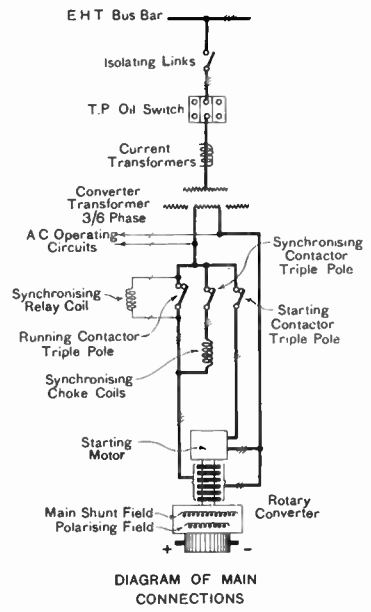 EHT Bus Bar
Isolating Links
T.P. Oil Switch
Current
Transformers
Converter
Transformer
3/6 Phase
AC Operating
Circuits
Synchronising
Contactor
Triple Pole
Synchronising
Relay Coil
Starting
Contactor
Triple Pole
Running Contactor
Triple Pole
Synchronising
Choke Coils
Starting
Motor
Rotary
Converter
Main Shunt Field
Polarising Field
+ -
DIAGRAM OF MAIN
CONNECTIONS